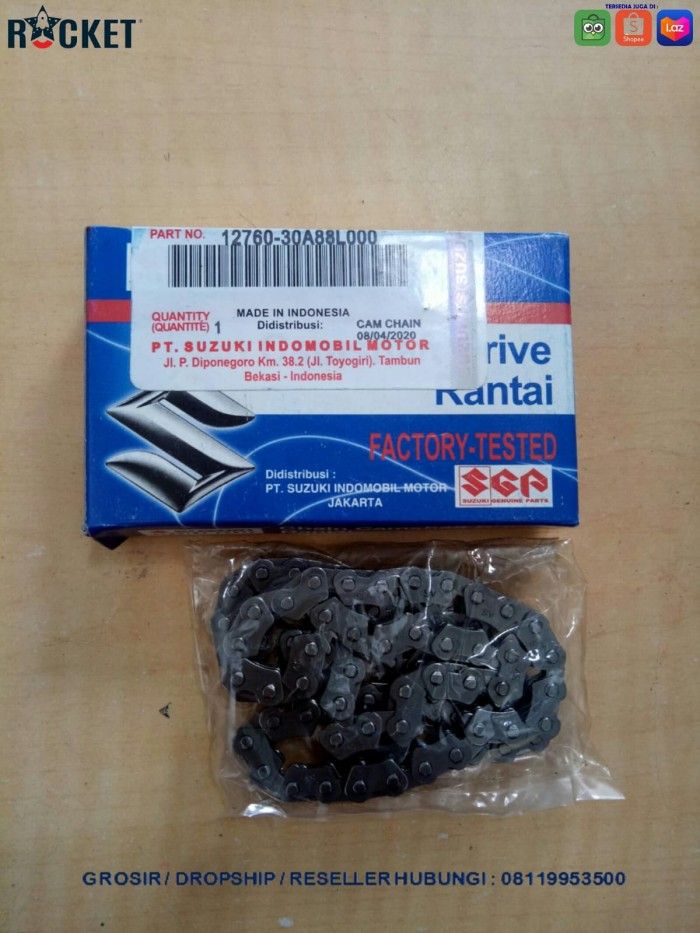 ROCKET
TERSEDIA JUGA DI :
Shopee
Laz
PART NO. 12760-30A88L000
QUANTITY
(QUANTITÉ) 1
MADE IN INDONESIA
Didistribusi:
CAM CHAIN
08/04/2020
PT. SUZUKI INDOMOBIL MOTOR
Jl. P. Diponegoro Km. 38.2 (Jl. Toyogiri). Tambun
Bekasi - Indonesia
rive
Rantai
FACTORY-TESTED
Didistribusi :
PT. SUZUKI INDOMOBIL MOTOR
JAKARTA
SGP
SUZUKI GENUINE PARTS
GROSIR / DROPSHIP / RESELLER HUBUNGI : 08119953500